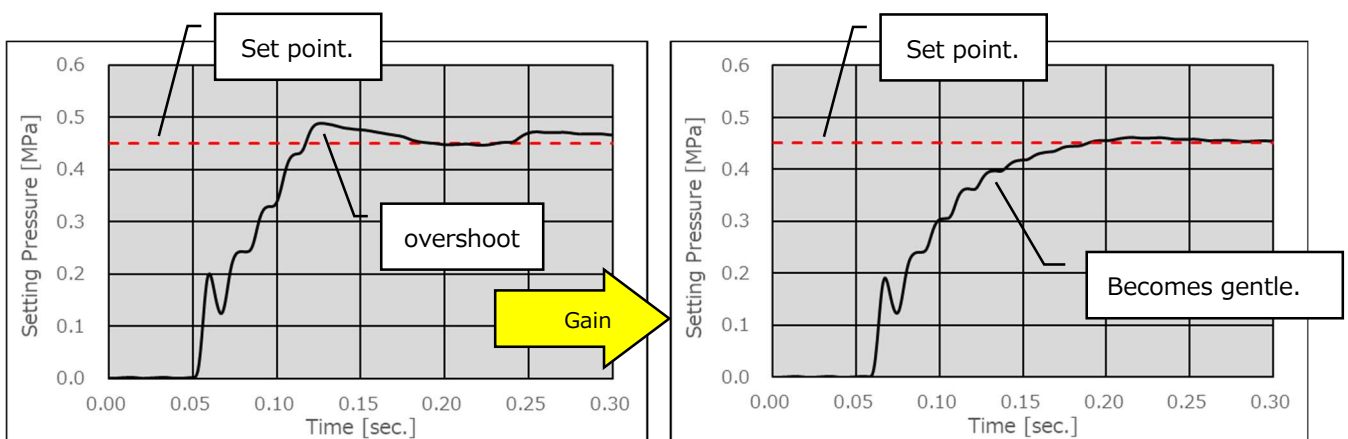 Set point.
0.6
0.5
0.4
0.3
0.2
0.1
0.0
Setting Pressure [MPa]
overshoot
0.00 0.05 0.10 0.15 0.20 0.25 0.30
Time [sec.]
Gain
Set point.
0.6
0.5
0.4
0.3
0.2
0.1
0.0
Setting Pressure [MPa]
Becomes gentle.
0.00 0.05 0.10 0.15 0.20 0.25 0.30
Time [sec.]